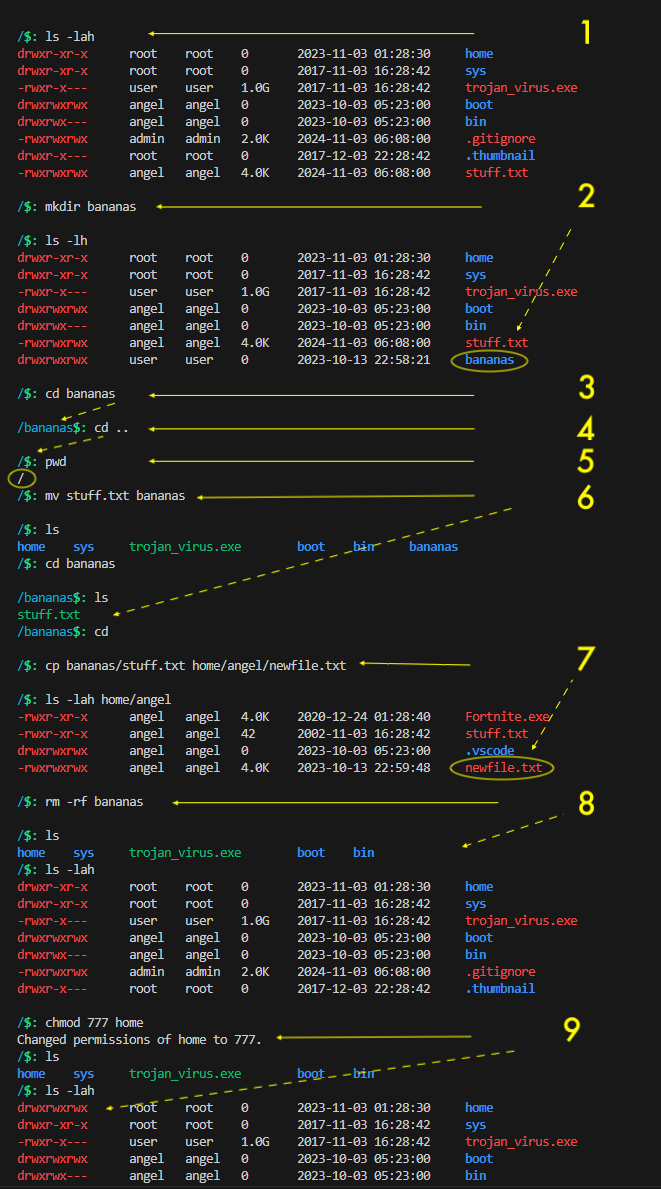 1
/$: ls -lah
drwxr-xr-x root root 0 2023-11-03 01:28:30 home
drwxr-xr-x root root 0 2017-11-03 16:28:42 sys
-rwxr-x--- user user 1.0G 2017-11-03 16:28:42 trojan_virus.exe
drwxrwxrwx angel angel 0 2023-10-03 05:23:00 boot
drwxrwx--- angel angel 0 2023-10-03 05:23:00 bin
-rwxrwxrwx admin admin 2.0K 2024-11-03 06:08:00 .gitignore
drwxr-x--- root root 0 2017-12-03 22:28:42 .thumbnail
-rwxrwxrwx angel angel 4.0K 2024-11-03 06:08:00 stuff.txt
2
/$: mkdir bananas
/$: ls -lh
drwxr-xr-x root root 0 2023-11-03 01:28:30 home
drwxr-xr-x root root 0 2017-11-03 16:28:42 sys
-rwxr-x--- user user 1.0G 2017-11-03 16:28:42 trojan_virus.exe
drwxrwxrwx angel angel 0 2023-10-03 05:23:00 boot
drwxrwx--- angel angel 0 2023-10-03 05:23:00 bin
-rwxrwxrwx angel angel 4.0K 2024-11-03 06:08:00 stuff.txt
drwxrwxrwx user user 0 2023-10-13 22:58:21 bananas
3
/$: cd bananas
4
/bananas$: cd ..
5
/$: pwd
/
6
/$: mv stuff.txt bananas
/$: ls
home sys trojan_virus.exe boot bin bananas
/$: cd bananas
/bananas$: ls
stuff.txt
/bananas$: cd
7
/$: cp bananas/stuff.txt home/angel/newfile.txt
/$: ls -lah home/angel
-rwxr-xr-x angel angel 4.0K 2020-12-24 01:28:40 Fortnite.exe
-rwxr-xr-x angel angel 42 2002-11-03 16:28:42 stuff.txt
drwxrwxrwx angel angel 0 2023-10-03 05:23:00 .vscode
-rwxrwxrwx angel angel 4.0K 2023-10-13 22:59:48 newfile.txt
8
/$: rm -rf bananas
/$: ls
home sys trojan_virus.exe boot bin
/$: ls -lah
drwxr-xr-x root root 0 2023-11-03 01:28:30 home
drwxr-xr-x root root 0 2017-11-03 16:28:42 sys
-rwxr-x--- user user 1.0G 2017-11-03 16:28:42 trojan_virus.exe
drwxrwxrwx angel angel 0 2023-10-03 05:23:00 boot
drwxrwx--- angel angel 0 2023-10-03 05:23:00 bin
-rwxrwxrwx admin admin 2.0K 2024-11-03 06:08:00 .gitignore
drwxr-x--- root root 0 2017-12-03 22:28:42 .thumbnail
/$: chmod 777 home
9
Changed permissions of home to 777.
/$: ls
home sys trojan_virus.exe boot bin
/$: ls -lah
drwxrwxrwx root root 0 2023-11-03 01:28:30 home
drwxr-xr-x root root 0 2017-11-03 16:28:42 sys
-rwxr-x--- user user 1.0G 2017-11-03 16:28:42 trojan_virus.exe
drwxrwxrwx angel angel 0 2023-10-03 05:23:00 boot
drwxrwx--- angel angel 0 2023-10-03 05:23:00 bin